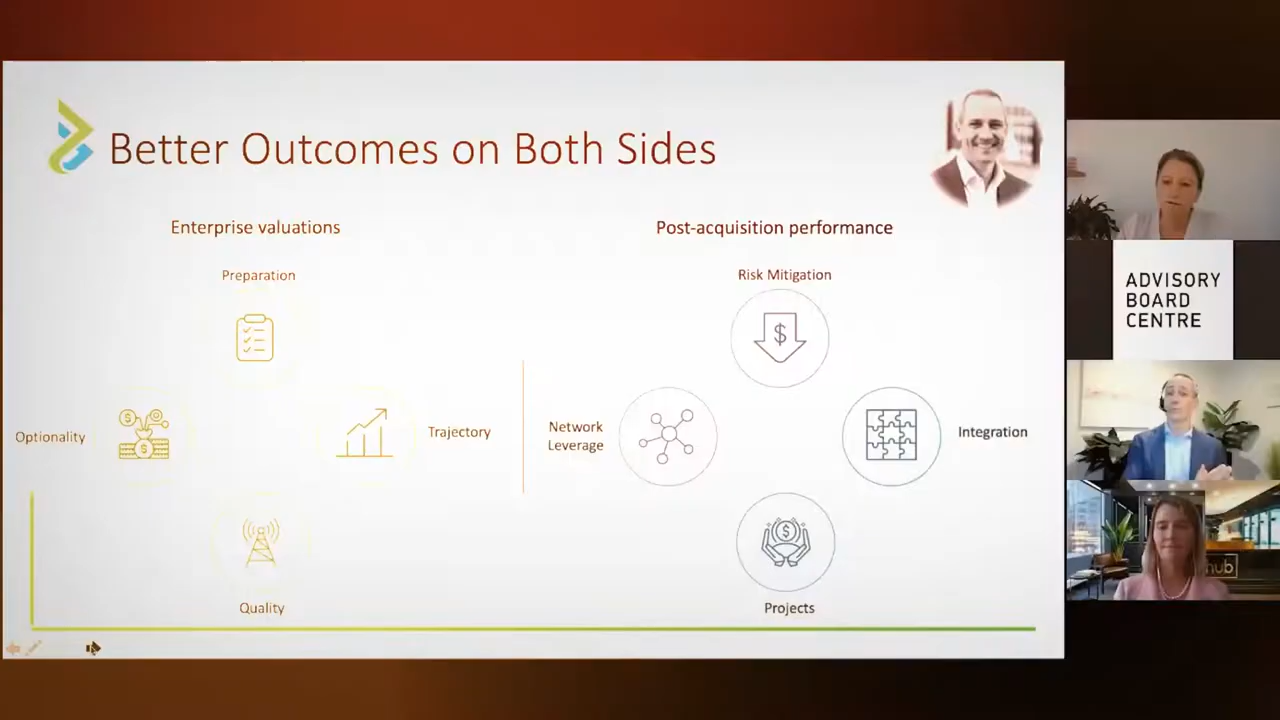 Better Outcomes on Both Sides
Enterprise valuations
Preparation
Optionality
Trajectory
Quality
Post-acquisition performance
Risk Mitigation
Network
Leverage
Integration
Projects
ADVISORY
BOARD
CENTRE
hub